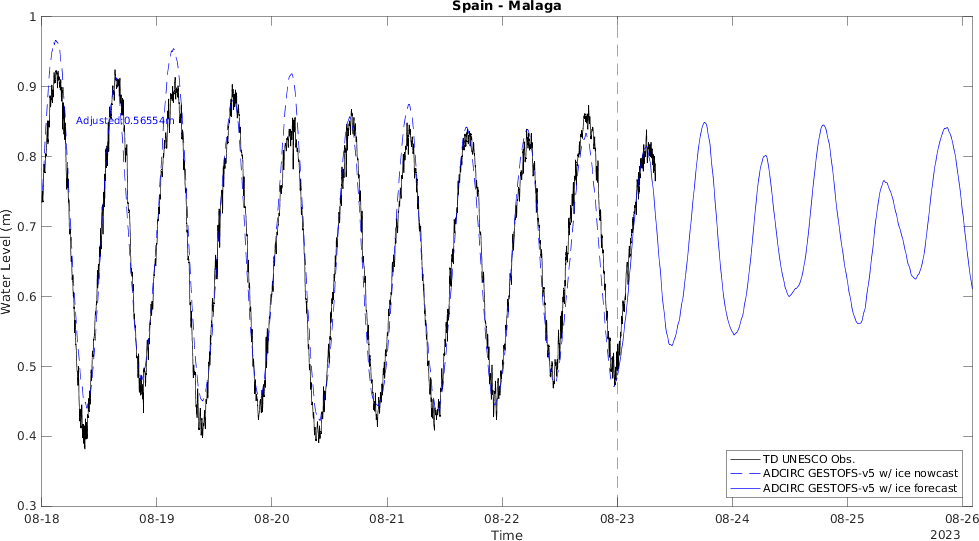 Spain - Malaga
1
0.9
0.8
0.7
0.6
0.5
0.4
0.3
Water Level (m)
Adjusted:0.56554m
TD UNESCO Obs.
ADCIRC GESTOFS-v5 w/ ice nowcast
ADCIRC GESTOFS-v5 w/ ice forecast
08-18 08-19 08-20 08-21 08-22 08-23 08-24 08-25 08-26
Time
2023